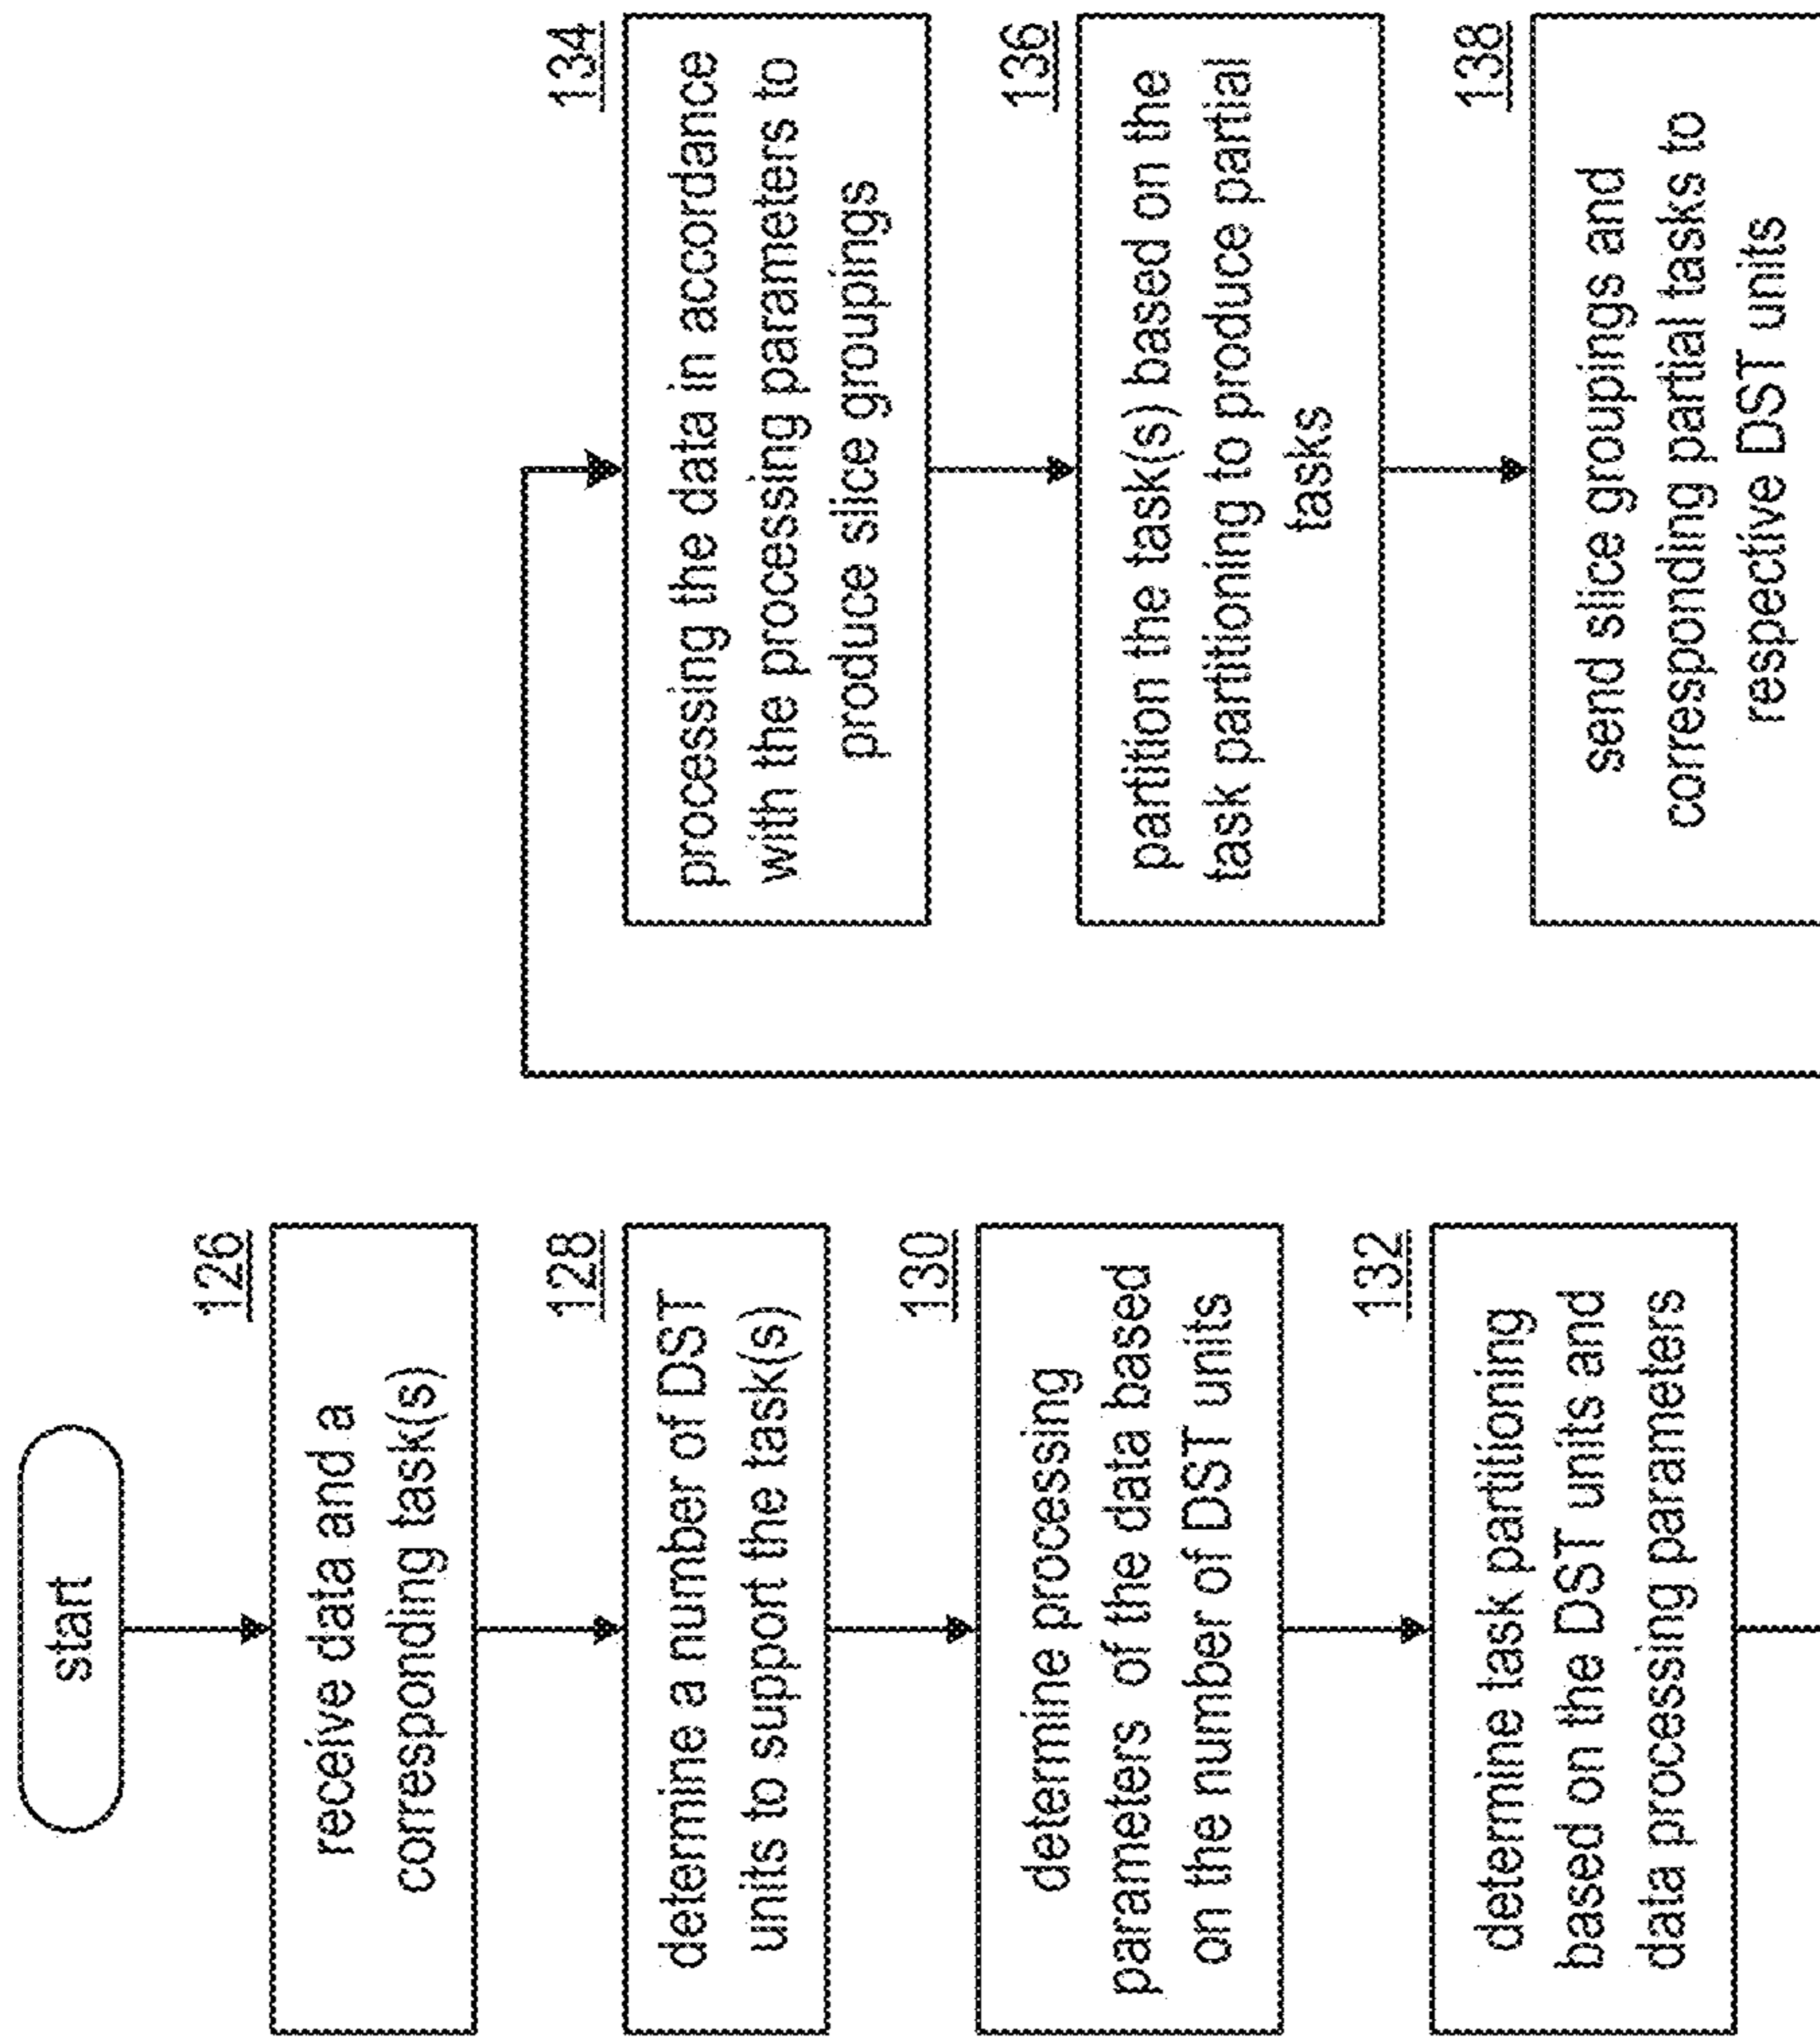 start
126
receive data and a
corresponding task(s)
128
determine a number of DST
units to support the task(s)
130
determine processing
parameters of the data based
on the number of DST units
132
determine task partitioning
based on the DST units and
data processing parameters
134
processing the data in accordance
with the processing parameters to
produce slice groupings
136
partition the task(s) based on the
task partitioning to produce partial
tasks
138
send slice groupings and
corresponding partial tasks to
respective DST units